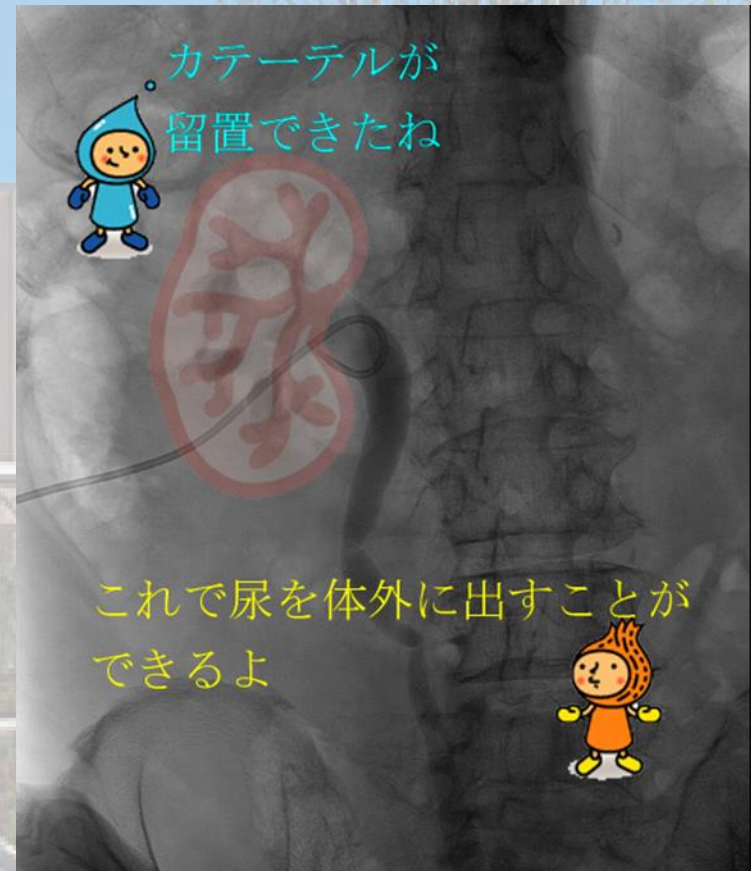 カテーテルが
留置できたね
これで尿を体外に出すことが
できるよ